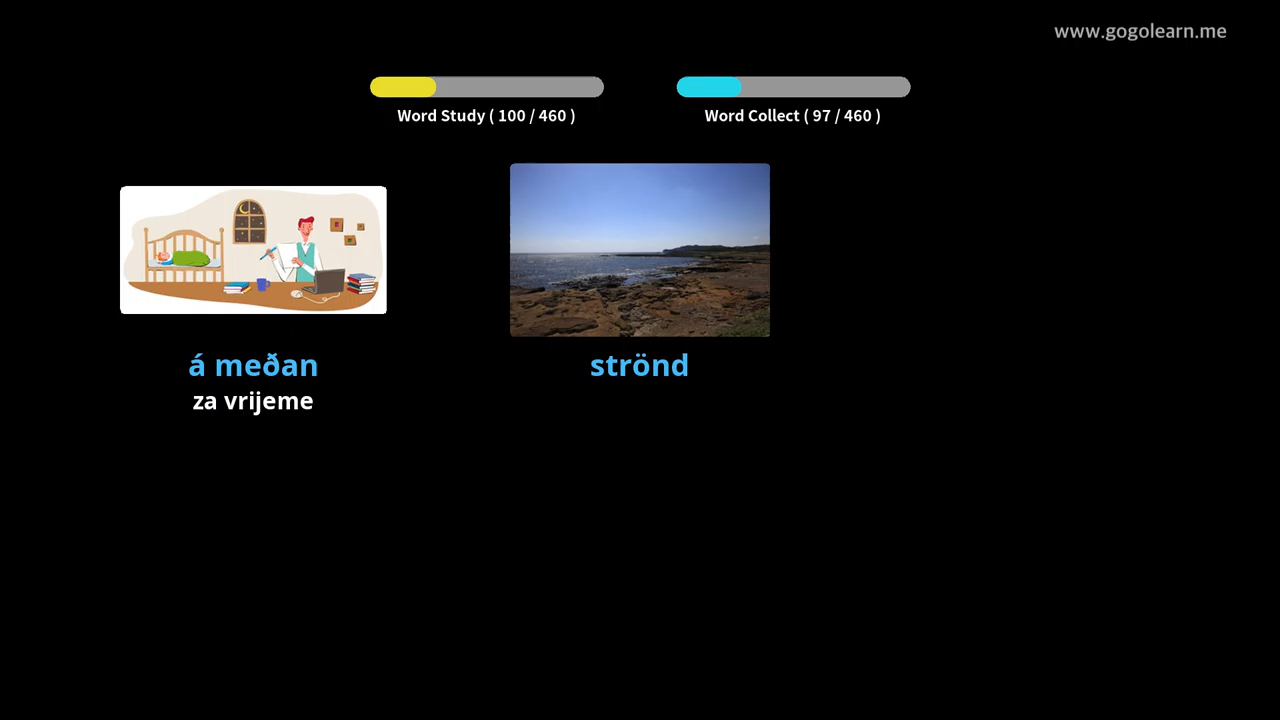 www.gogolearn.me
Word Study ( 100 / 460 )
Word Collect ( 97 / 460 )
á meðan
za vrijeme
strönd